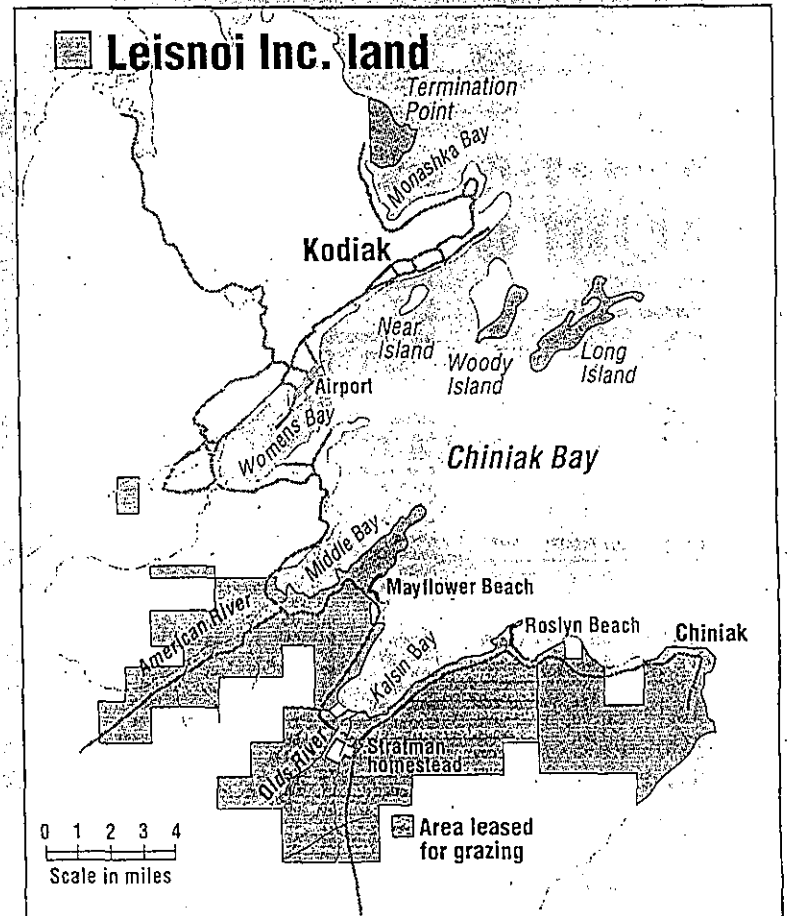 Leisnoi Inc. land
Termination
Point
Monashka Bay
Kodiak
Near
Island
Woody
Island
Long
Island
Airport
Womens Bay
Chiniak Bay
Middle Bay
Mayflower Beach
American River
Roslyn Beach
Chiniak
Kalsin Bay
Olds River
Stratman
homestead
Area leased
for grazing
0 1 2 3 4
Scale in miles